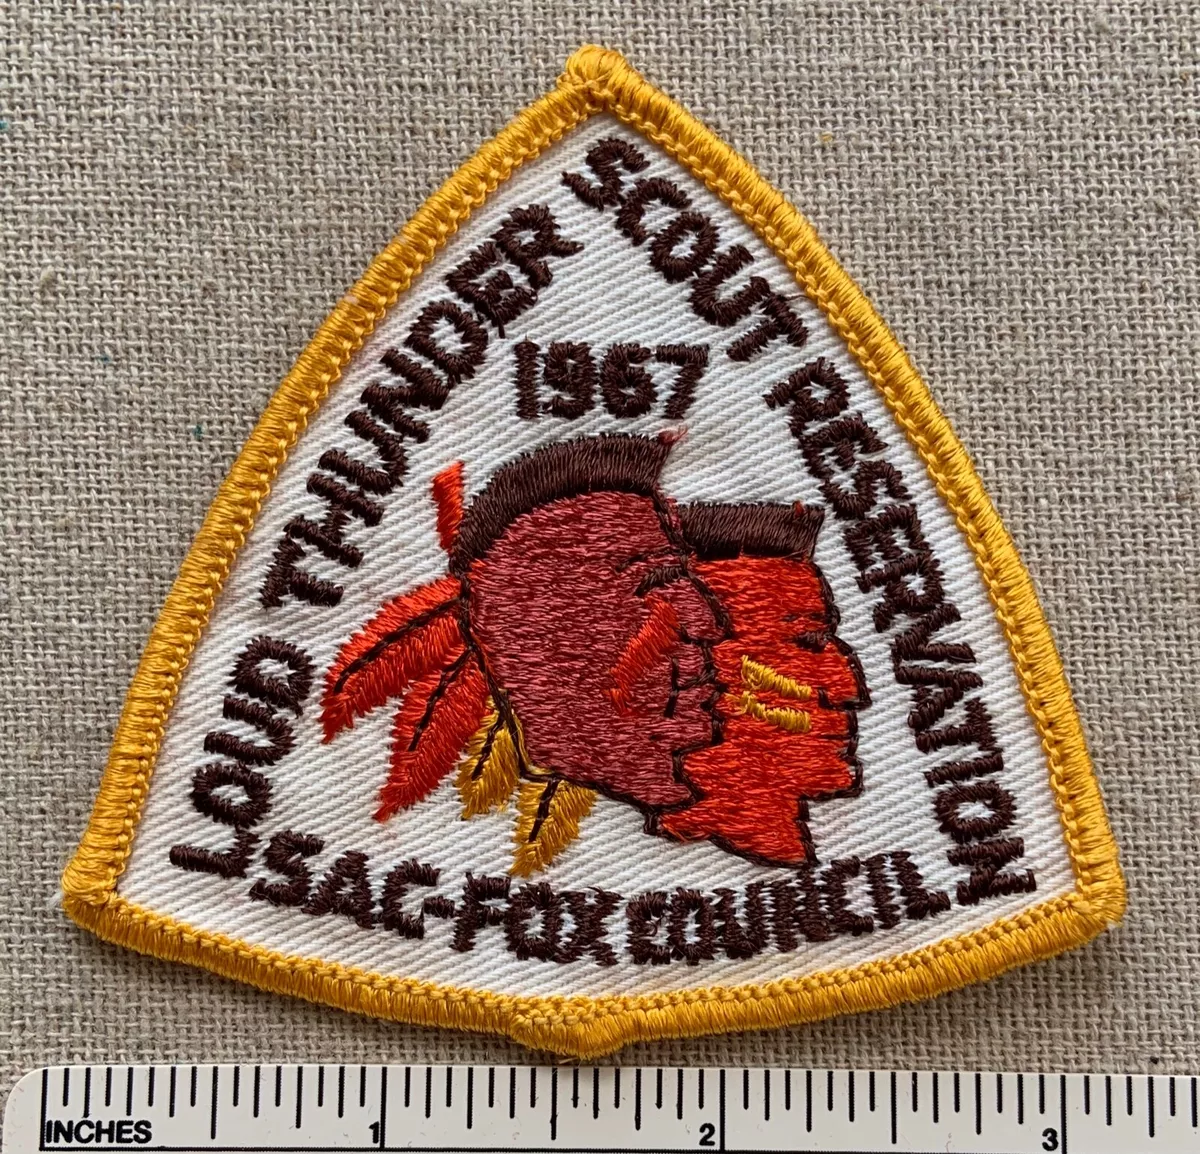 LOUD THUNDER
SCOUT RESERVATION
1967
SAC-FOX COUNCIL
INCHES 1 2 3